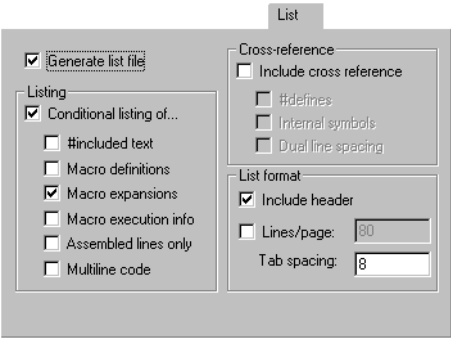 List
Generate list file
Listing
Conditional listing of...
#included text
Macro definitions
Macro expansions
Macro execution info
Assembled lines only
Multiline code
Cross-reference
Include cross reference
#defines
Internal symbols
Dual line spacing
List format
Include header
Lines/page: 80
Tab spacing: 8